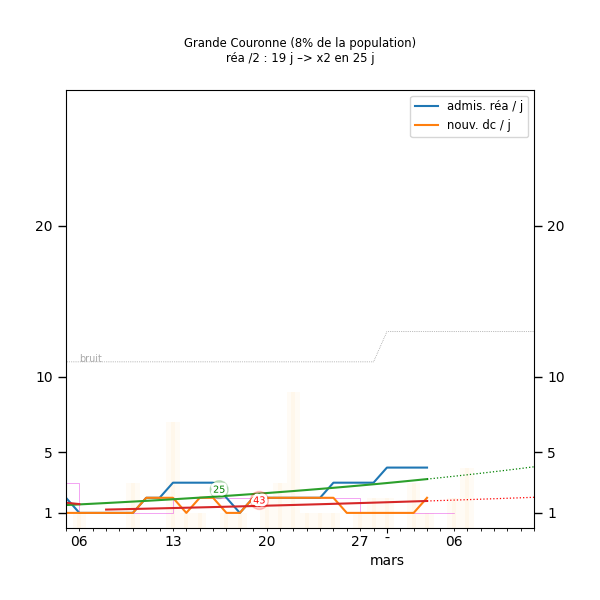 Grande Couronne (8% de la population)
réa /2 : 19 j –> x2 en 25 j
admis. réa / j
nouv. dc / j
20 20
bruit
10 10
5 5
25
43
1 1
06 13 20 27 - 06
mars